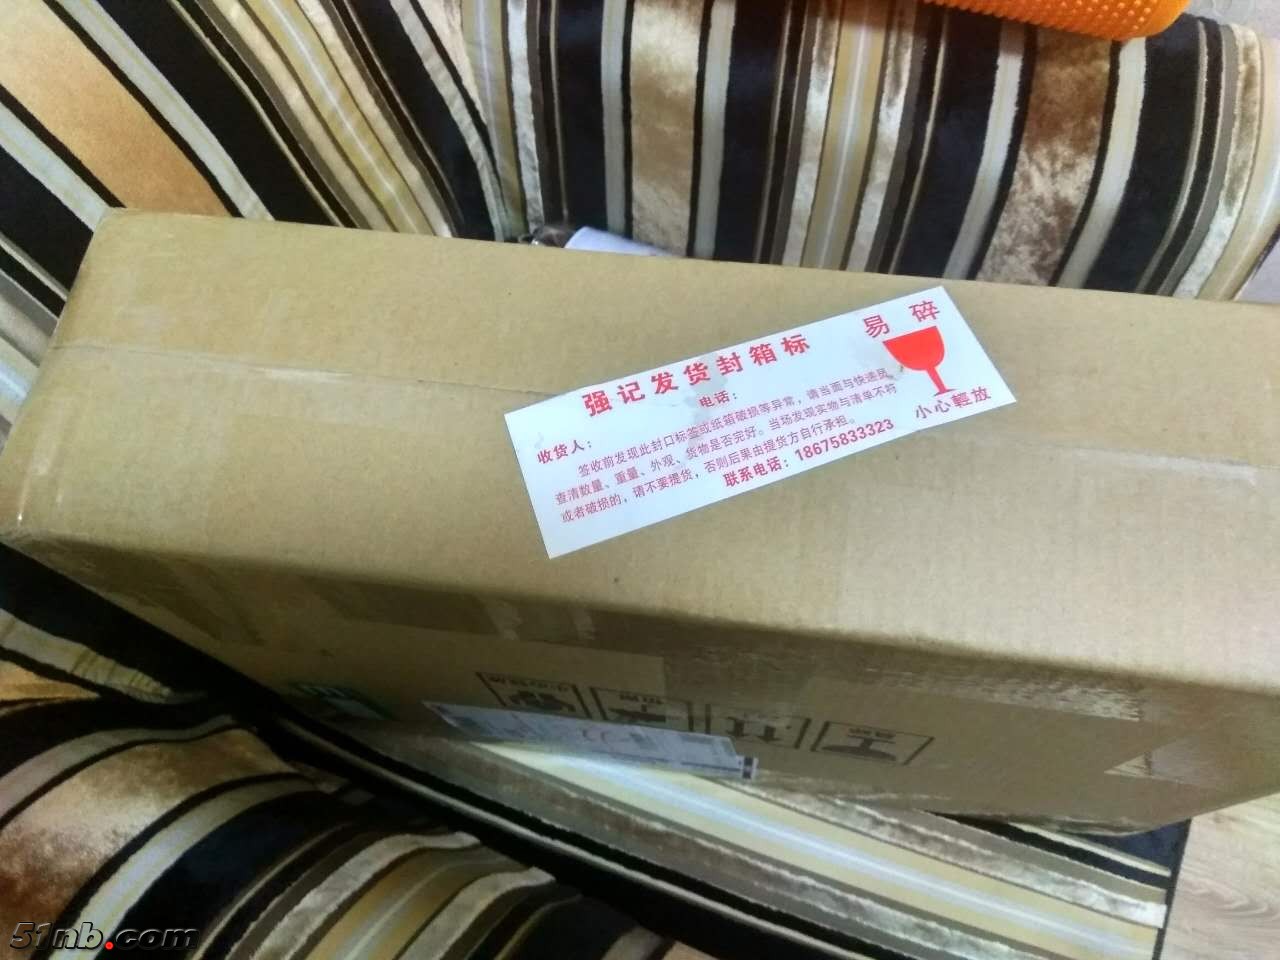 强记发货封箱标
易 碎
收货人：
电话：
签收前发现此封口标签或纸箱破损等异常，请当面与快递员
查清数量、重量、外观、货物是否完好。当场发现实物与清单不符
或者破损的，请不要提货，否则后果由提货方自行承担。
联系电话：18675833323
小心輕放
51nb.com